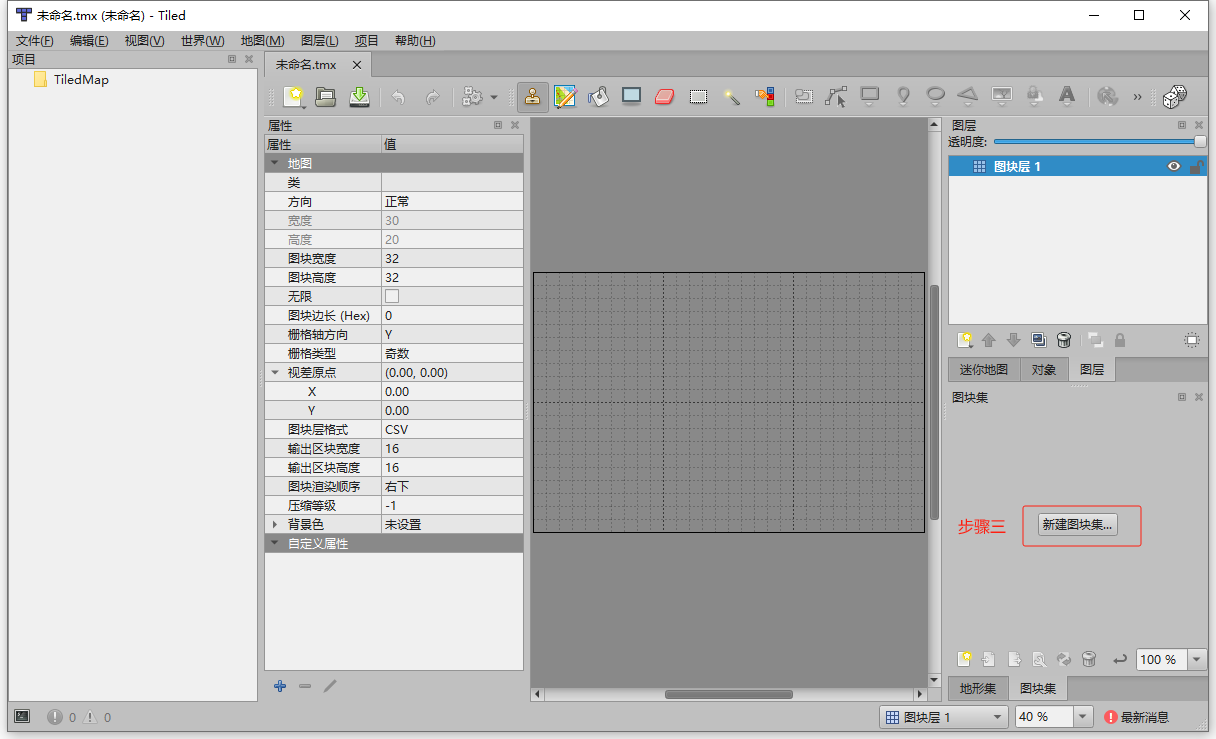 未命名.tmx (未命名) - Tiled
文件(F) 编辑(E) 视图(V) 世界(W) 地图(M) 图层(L) 项目 帮助(H)
项目
TiledMap
未命名.tmx
属性
属性 值
地图
类
方向 正常
宽度 30
高度 20
图块宽度 32
图块高度 32
无限
图块边长 (Hex) 0
栅格轴方向 Y
栅格类型 奇数
视差原点 (0.00, 0.00)
X 0.00
Y 0.00
图块层格式 CSV
输出区块宽度 16
输出区块高度 16
图块渲染顺序 右下
压缩等级 -1
背景色 未设置
自定义属性
图层
透明度:
图块层 1
迷你地图 对象 图层
图块集
步骤三 新建图块集...
100 %
地形集 图块集
0 0
图块层 1 40 % 最新消息